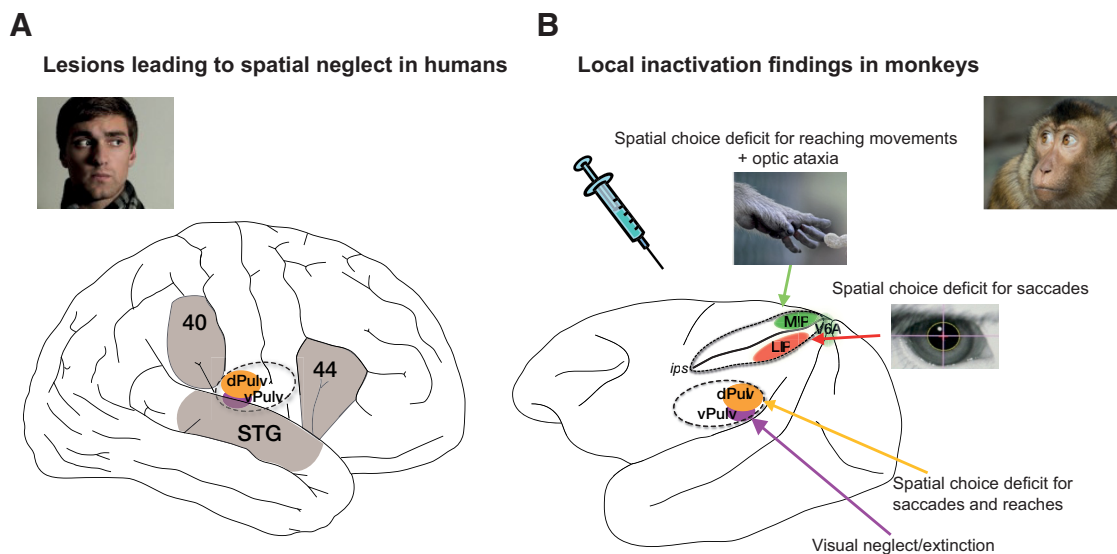 A
Lesions leading to spatial neglect in humans
40
dPulv
vPulv
44
STG
B
Local inactivation findings in monkeys
Spatial choice deficit for reaching movements
+ optic ataxia
Spatial choice deficit for saccades
MIP
V6A
LIP
ips
dPulv
vPulv
Spatial choice deficit for
saccades and reaches
Visual neglect/extinction